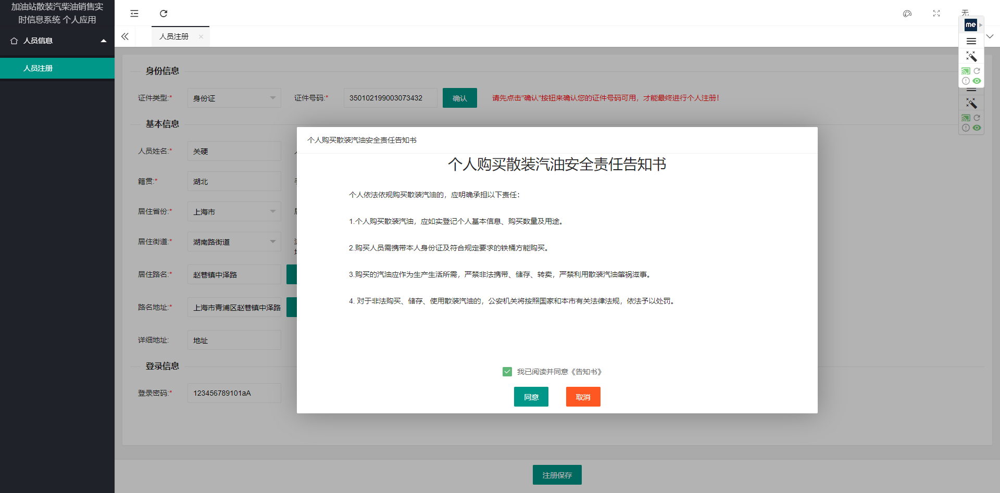 加油站散装汽柴油销售实
时信息系统 个人应用
无
人员信息
人员注册
人员注册
me
身份信息
证件类型:*
身份证
证件号码:*
350102199003073432
确认
请先点击"确认"按钮来确认您的证件号码可用，才能最终进行个人注册！
基本信息
人员姓名:*
关硬
籍贯:*
湖北
居住省份:*
上海市
居住街道:*
湖南路街道
居住路名:*
赵巷镇中泽路
路名地址:*
上海市青浦区赵巷镇中泽路
详细地址:
地址
登录信息
登录密码:*
123456789101aA
个人购买散装汽油安全责任告知书
个人购买散装汽油安全责任告知书
个人依法依规购买散装汽油的，应明确承担以下责任：
1.个人购买散装汽油，应如实登记个人基本信息、购买数量及用途。
2.购买人员需携带本人身份证及符合规定要求的铁桶方能购买。
3.购买的汽油应作为生产生活所需，严禁非法携带、储存、转卖，严禁利用散装汽油肇祸滋事。
4. 对于非法购买、储存、使用散装汽油的，公安机关将按照国家和本市有关法律法规，依法予以处罚。
我已阅读并同意《告知书》
同意
取消
注册保存